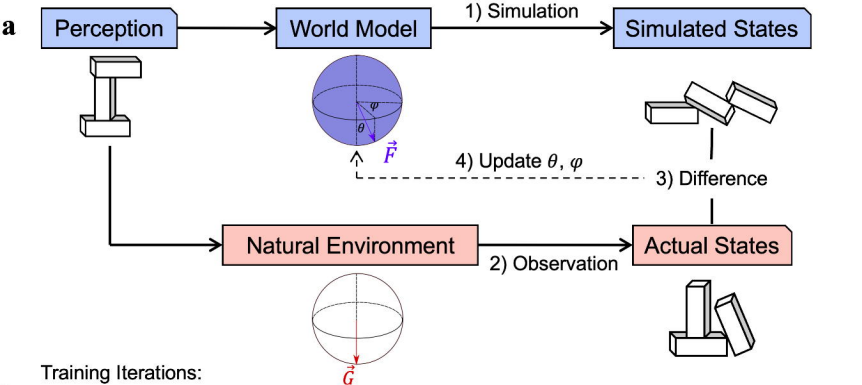 a
Perception
World Model
1) Simulation
Simulated States
φ
θ
F⃗
4) Update θ, φ
3) Difference
Natural Environment
2) Observation
Actual States
G⃗
Training Iterations: